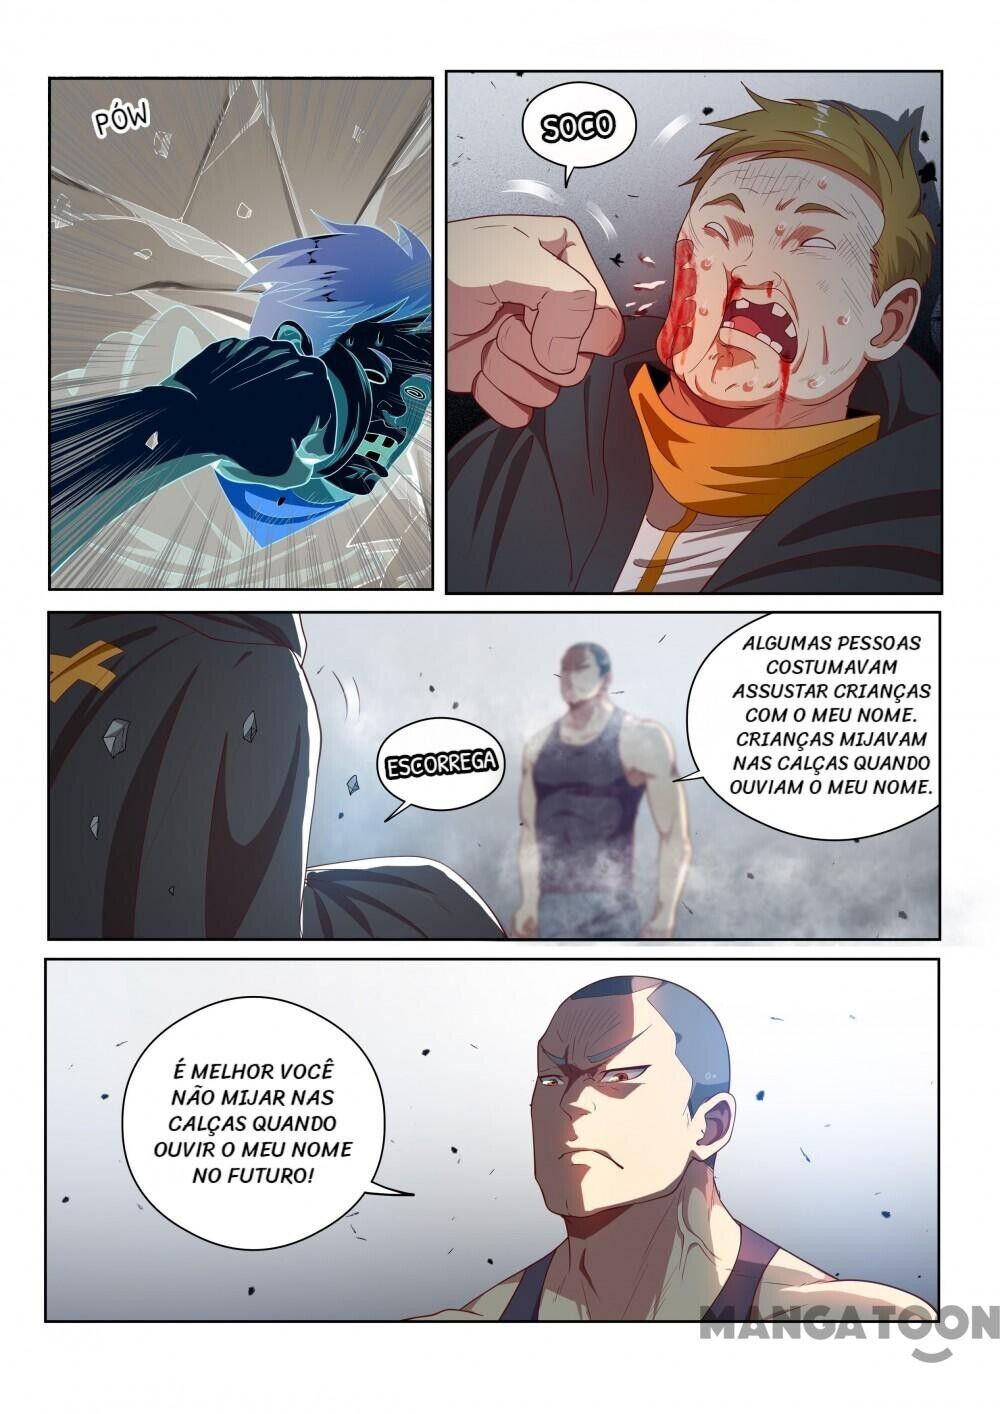 PÓW
SOCO
ALGUMAS PESSOAS
COSTUMAVAM
ASSUSTAR CRIANÇAS
COM O MEU NOME.
CRIANÇAS MIJAVAM
NAS CALÇAS QUANDO
OUVIAM O MEU NOME.
ESCORREGA
É MELHOR VOCÊ
NÃO MIJAR NAS
CALÇAS QUANDO
OUVIR O MEU NOME
NO FUTURO!
MANGATOON